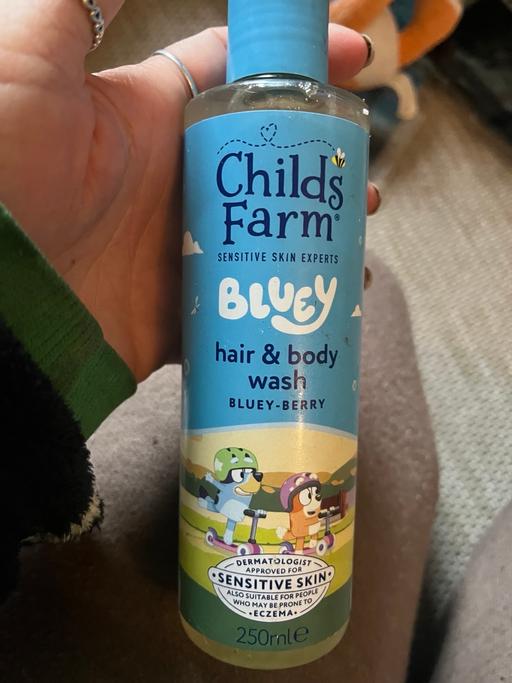 Childs
Farm®
SENSITIVE SKIN EXPERTS
BLUEY
hair & body
wash
BLUEY-BERRY
DERMATOLOGIST
APPROVED FOR
•SENSITIVE SKIN•
ALSO SUITABLE FOR PEOPLE
WHO MAY BE PRONE TO
•ECZEMA•
250ml℮